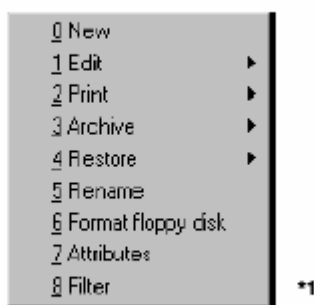 0 New
1 Edit
2 Print
3 Archive
4 Restore
5 Rename
6 Format floppy disk
7 Attributes
8 Filter
*1